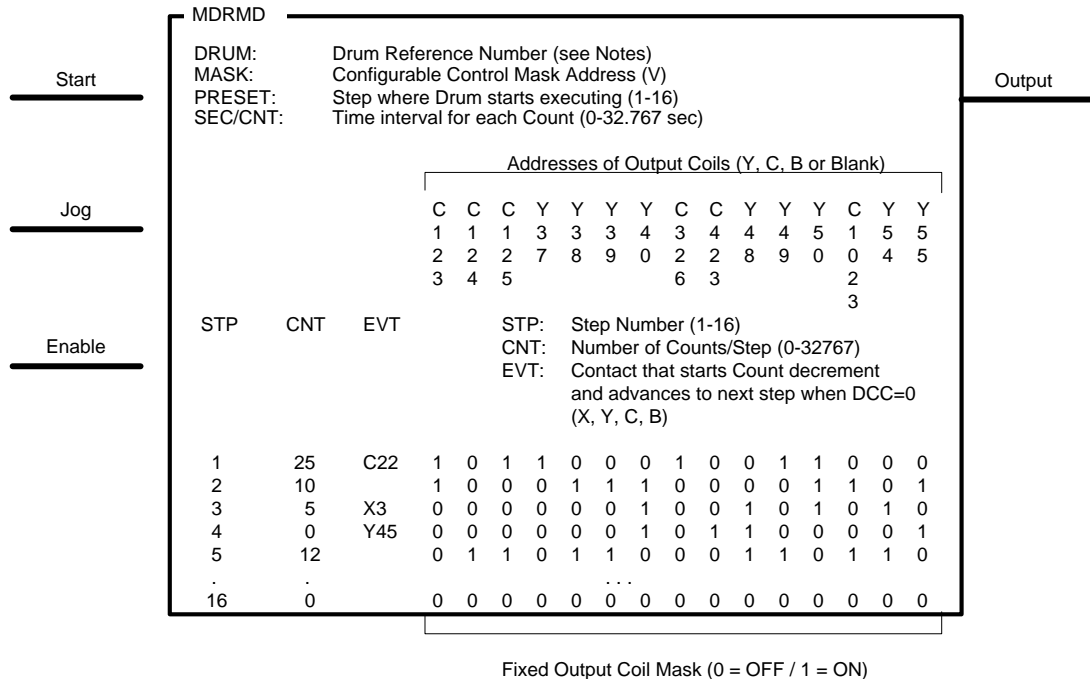 MDRMD
DRUM: Drum Reference Number (see Notes)
MASK: Configurable Control Mask Address (V)
PRESET: Step where Drum starts executing (1-16)
SEC/CNT: Time interval for each Count (0-32.767 sec)
Start
Output
Addresses of Output Coils (Y, C, B or Blank)
Jog
C C C Y Y Y Y C C Y Y Y C Y Y
1 1 1 3 3 3 4 3 4 4 4 5 1 5 5
2 2 2 7 8 9 0 2 2 8 9 0 0 4 5
3 4 5 6 3 2
3
STP CNT EVT STP: Step Number (1-16)
Enable
CNT: Number of Counts/Step (0-32767)
EVT: Contact that starts Count decrement
and advances to next step when DCC=0
(X, Y, C, B)
1 25 C22 1 0 1 1 0 0 0 1 0 0 1 1 0 0 0
2 10 1 0 0 0 1 1 1 0 0 0 0 1 1 0 1
3 5 X3 0 0 0 0 0 0 1 0 0 1 0 1 0 1 0
4 0 Y45 0 0 0 0 0 0 1 0 1 1 0 0 0 0 1
5 12 0 1 1 0 1 1 0 0 0 1 1 0 1 1 0
. . . . .
16 0 0 0 0 0 0 0 0 0 0 0 0 0 0 0 0
Fixed Output Coil Mask (0 = OFF / 1 = ON)